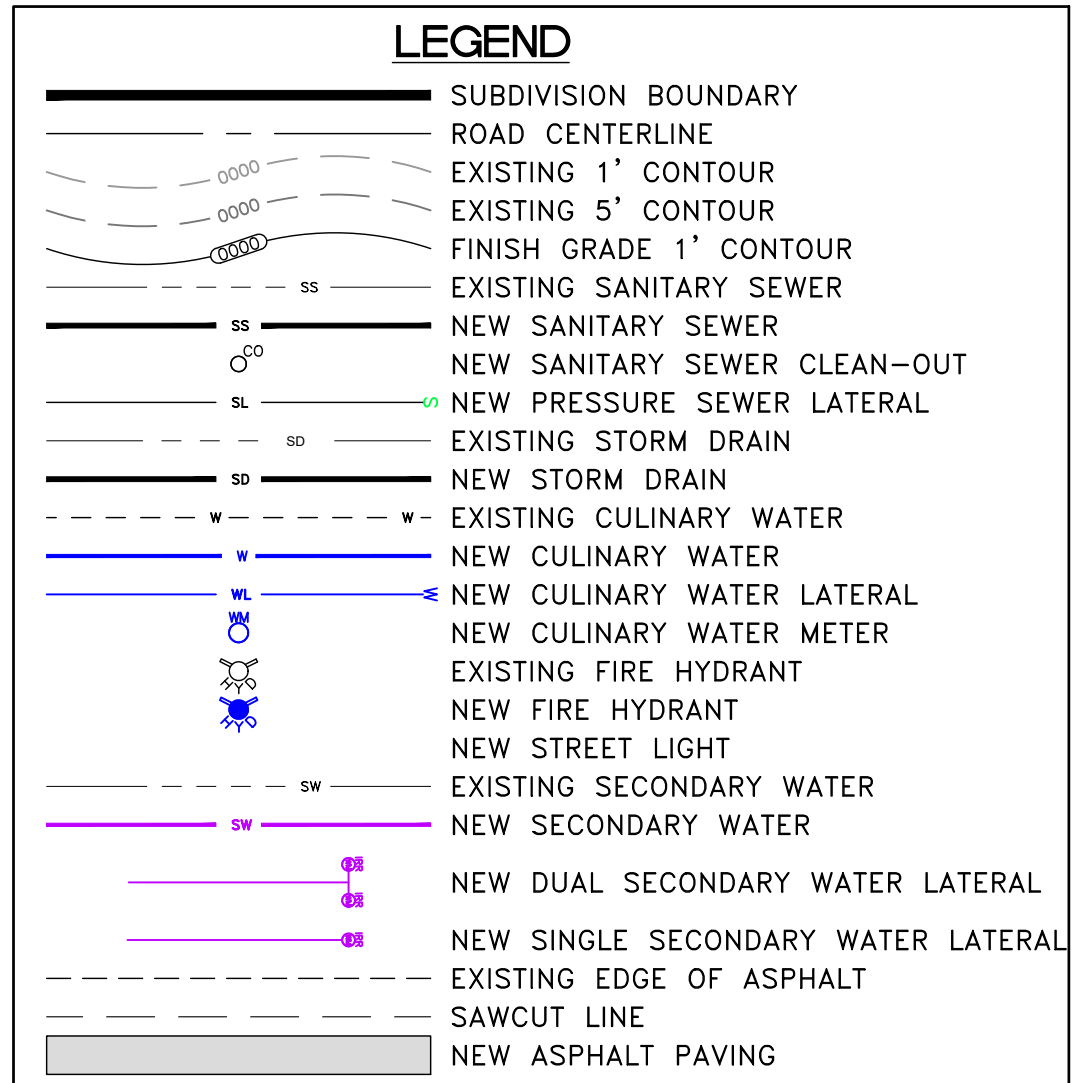 LEGEND
SUBDIVISION BOUNDARY
ROAD CENTERLINE
0000 EXISTING 1' CONTOUR
0000 EXISTING 5' CONTOUR
0000 FINISH GRADE 1' CONTOUR
SS EXISTING SANITARY SEWER
SS NEW SANITARY SEWER
CO NEW SANITARY SEWER CLEAN-OUT
SL S NEW PRESSURE SEWER LATERAL
SD EXISTING STORM DRAIN
SD NEW STORM DRAIN
W W EXISTING CULINARY WATER
W NEW CULINARY WATER
WL W NEW CULINARY WATER LATERAL
WM NEW CULINARY WATER METER
HYD EXISTING FIRE HYDRANT
HYD NEW FIRE HYDRANT
NEW STREET LIGHT
SW EXISTING SECONDARY WATER
SW NEW SECONDARY WATER
NEW DUAL SECONDARY WATER LATERAL
NEW SINGLE SECONDARY WATER LATERAL
EXISTING EDGE OF ASPHALT
SAWCUT LINE
NEW ASPHALT PAVING